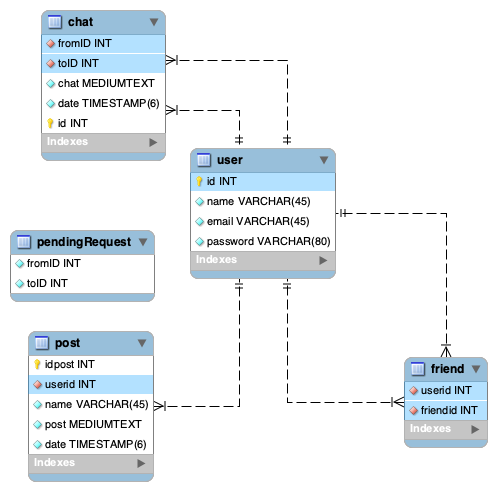 chat
fromID INT
toID INT
chat MEDIUMTEXT
date TIMESTAMP(6)
id INT
Indexes
user
id INT
name VARCHAR(45)
email VARCHAR(45)
password VARCHAR(80)
Indexes
pendingRequest
fromID INT
toID INT
post
idpost INT
userid INT
name VARCHAR(45)
post MEDIUMTEXT
date TIMESTAMP(6)
Indexes
friend
userid INT
friendid INT
Indexes